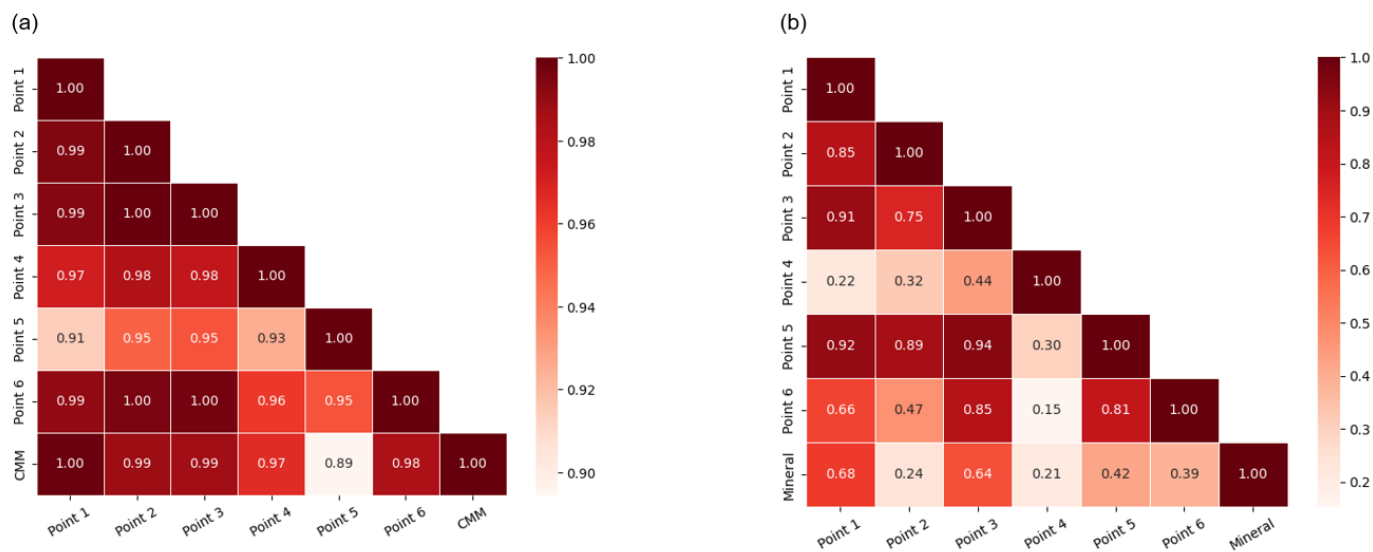 (a)
Point 1 1.00
Point 2 0.99 1.00
Point 3 0.99 1.00 1.00
Point 4 0.97 0.98 0.98 1.00
Point 5 0.91 0.95 0.95 0.93 1.00
Point 6 0.99 1.00 1.00 0.96 0.95 1.00
CMM 1.00 0.99 0.99 0.97 0.89 0.98 1.00
Point 1 Point 2 Point 3 Point 4 Point 5 Point 6 CMM
1.00
0.98
0.96
0.94
0.92
0.90
(b)
Point 1 1.00
Point 2 0.85 1.00
Point 3 0.91 0.75 1.00
Point 4 0.22 0.32 0.44 1.00
Point 5 0.92 0.89 0.94 0.30 1.00
Point 6 0.66 0.47 0.85 0.15 0.81 1.00
Mineral 0.68 0.24 0.64 0.21 0.42 0.39 1.00
Point 1 Point 2 Point 3 Point 4 Point 5 Point 6 Mineral
1.0
0.9
0.8
0.7
0.6
0.5
0.4
0.3
0.2